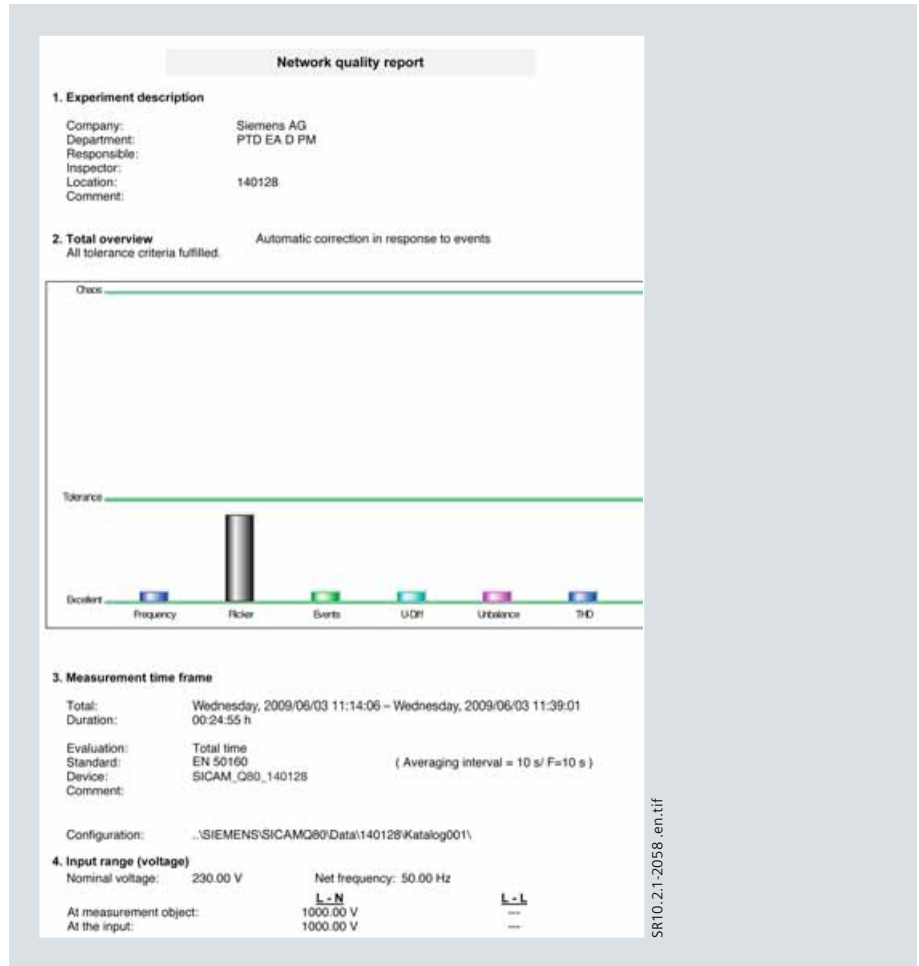 Network quality report
1. Experiment description
Company: Siemens AG
Department: PTD EA D PM
Responsible:
Inspector:
Location: 140128
Comment:
2. Total overview Automatic correction in response to events
All tolerance criteria fulfilled.
Chaos
Tolerance
Excellent
Frequency Flicker Events U-Diff Unbalance THD
3. Measurement time frame
Total: Wednesday, 2009/06/03 11:14:06 – Wednesday, 2009/06/03 11:39:01
Duration: 00:24:55 h
Evaluation: Total time
Standard: EN 50160 ( Averaging interval = 10 s/ F=10 s )
Device: SICAM_Q80_140128
Comment:
Configuration: ..\SIEMENS\SICAMQ80\Data\140128\Katalog001\
4. Input range (voltage)
Nominal voltage: 230.00 V Net frequency: 50.00 Hz
L - N L - L
At measurement object: 1000.00 V ---
At the input: 1000.00 V ---
SR10.2.1-2058 .en.tif